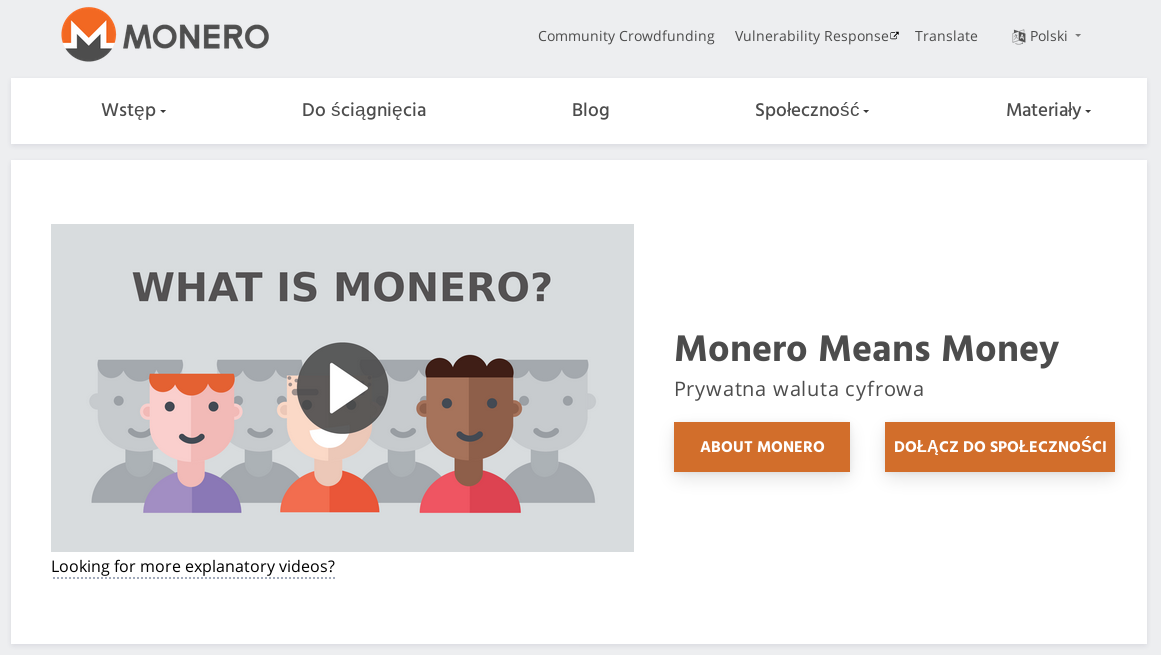 MONERO
Community Crowdfunding Vulnerability Response Translate Polski
Wstęp Do ściągnięcia Blog Społeczność Materiały
WHAT IS MONERO?
Looking for more explanatory videos?
Monero Means Money
Prywatna waluta cyfrowa
ABOUT MONERO DOŁĄCZ DO SPOŁECZNOŚCI